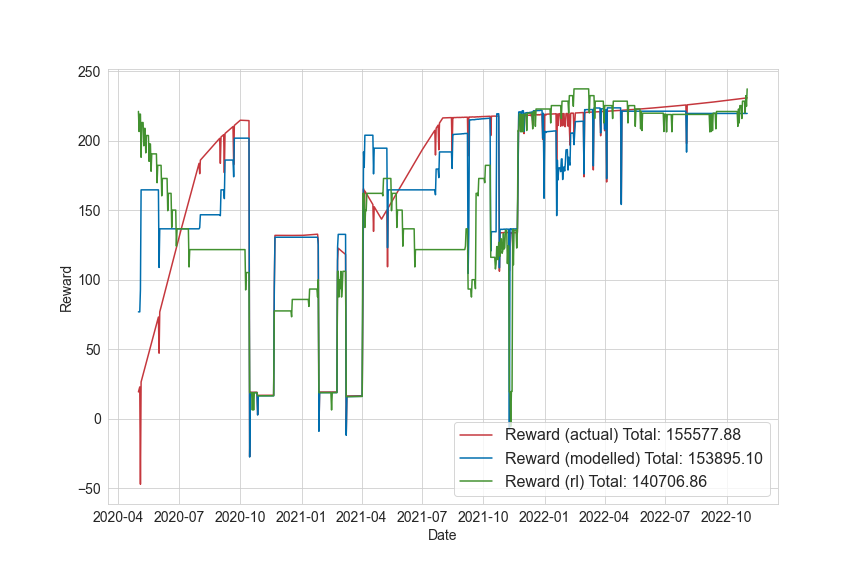 250
200
150
100
50
0
−50
Reward
2020-04 2020-07 2020-10 2021-01 2021-04 2021-07 2021-10 2022-01 2022-04 2022-07 2022-10
Date
Reward (actual) Total: 155577.88
Reward (modelled) Total: 153895.10
Reward (rl) Total: 140706.86